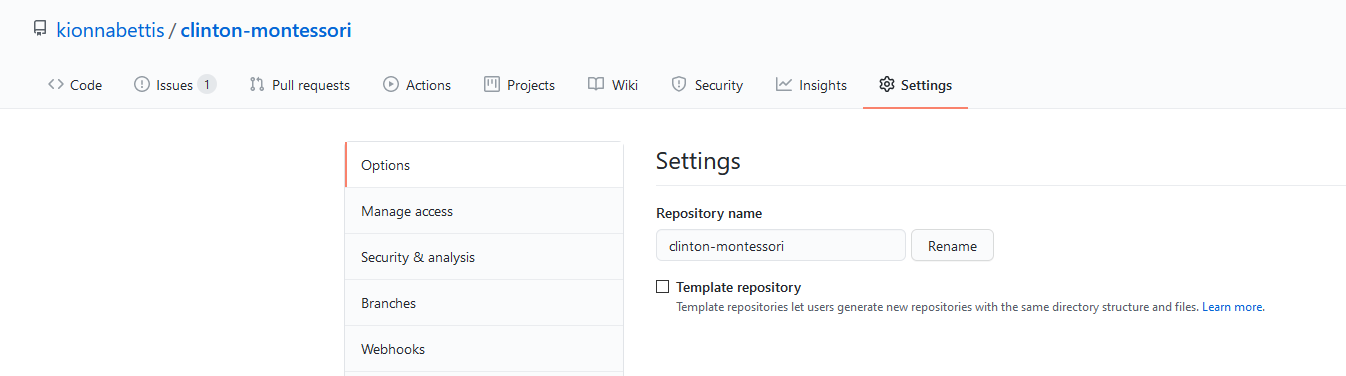 kionnabettis / clinton-montessori
Code Issues 1 Pull requests Actions Projects Wiki Security Insights Settings
Options
Manage access
Security & analysis
Branches
Webhooks
Settings
Repository name
clinton-montessori Rename
Template repository
Template repositories let users generate new repositories with the same directory structure and files. Learn more.